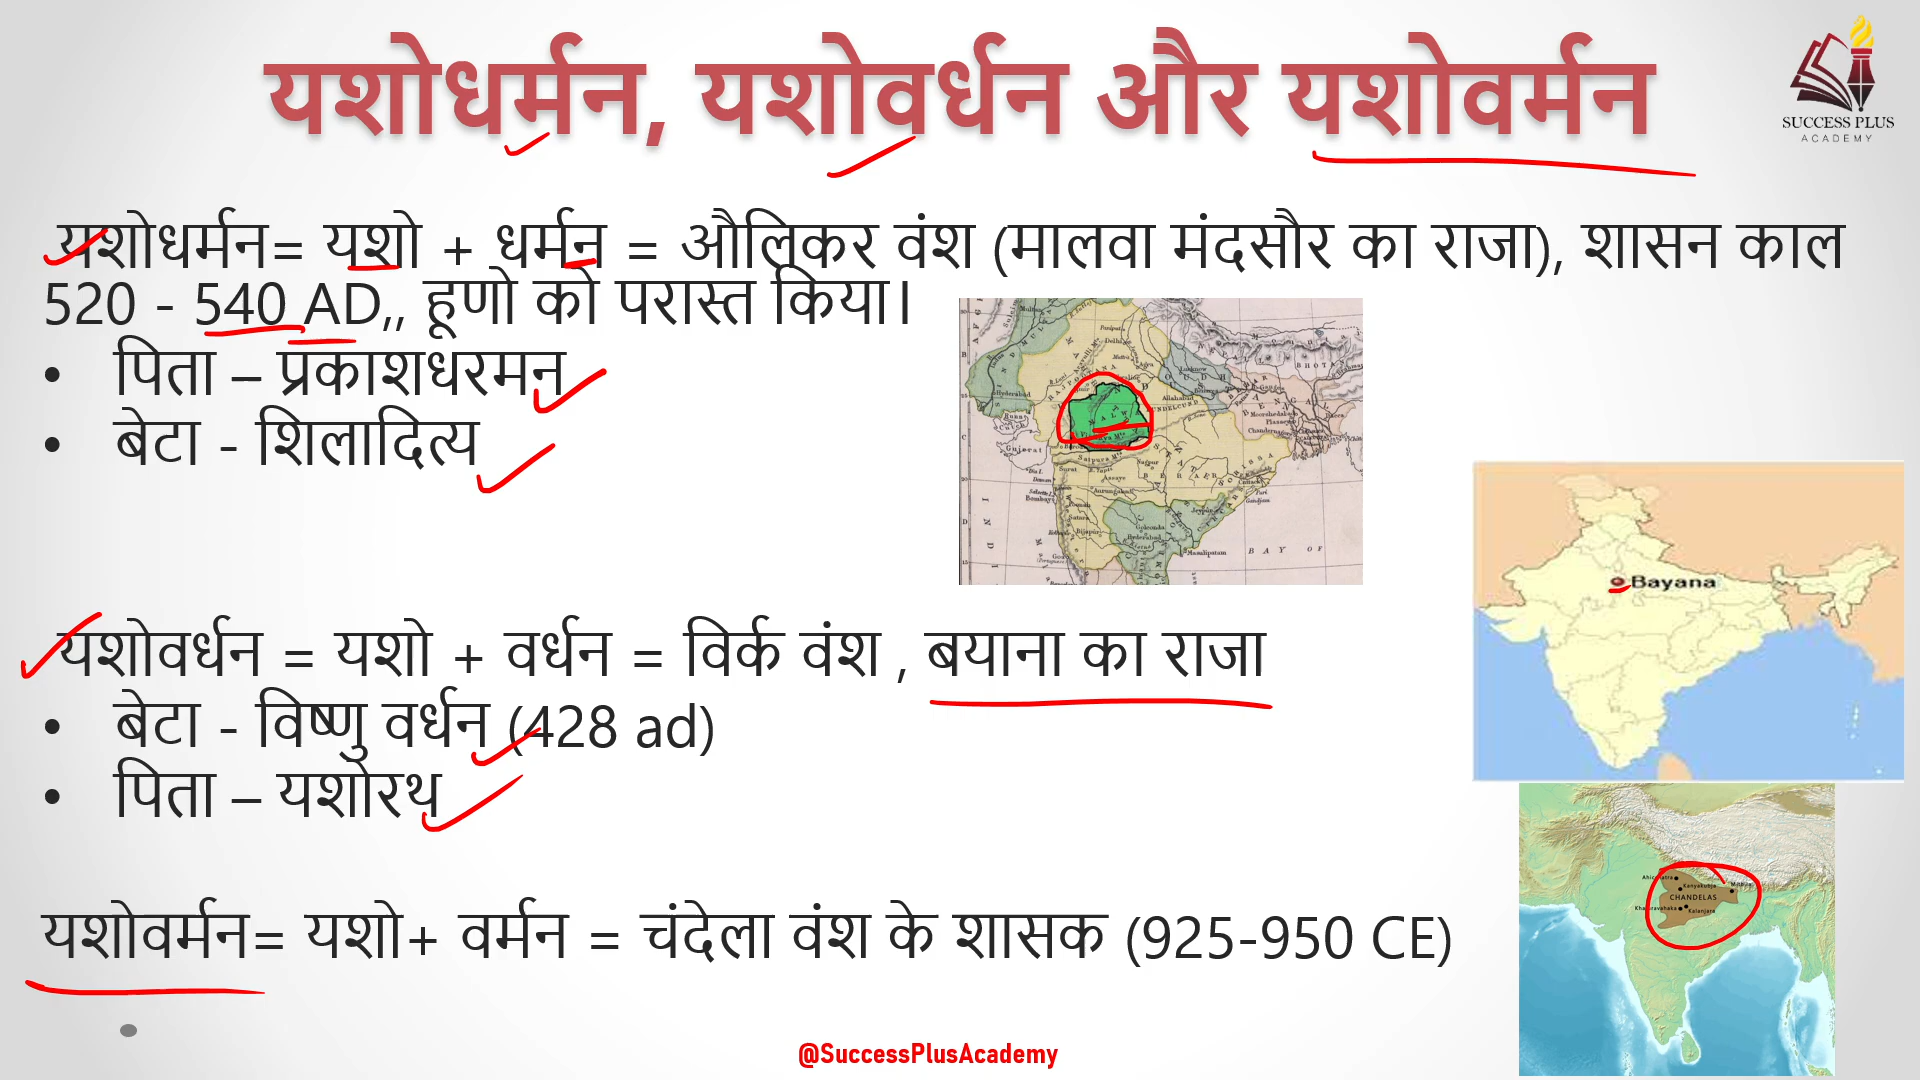 यशोधर्मन, यशोवर्धन और यशोवर्मन
SUCCESS PLUS
ACADEMY
यशोधर्मन= यशो + धर्मन = औलिकर वंश (मालवा मंदसौर का राजा), शासन काल
520 - 540 AD,, हूणो को परास्त किया।
• पिता – प्रकाशधरमन
• बेटा - शिलादित्य
Bayana
यशोवर्धन = यशो + वर्धन = विर्क वंश , बयाना का राजा
• बेटा - विष्णु वर्धन (428 ad)
• पिता – यशोरथ
Kanyakubja
CHANDELAS
Kalanjara
यशोवर्मन= यशो+ वर्मन = चंदेला वंश के शासक (925-950 CE)
@SuccessPlusAcademy